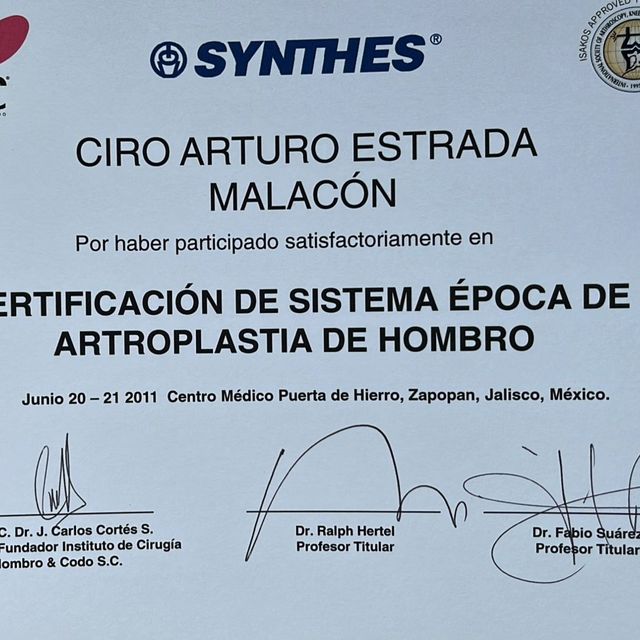 SYNTHES®
ISAKOS APPROVED
CIRO ARTURO ESTRADA
MALACÓN
Por haber participado satisfactoriamente en
ERTIFICACIÓN DE SISTEMA ÉPOCA DE
ARTROPLASTIA DE HOMBRO
Junio 20 – 21 2011 Centro Médico Puerta de Hierro, Zapopan, Jalisco, México.
C. Dr. J. Carlos Cortés S.
Fundador Instituto de Cirugía
Hombro & Codo S.C.
Dr. Ralph Hertel
Profesor Titular
Dr. Fabio Suárez
Profesor Titular